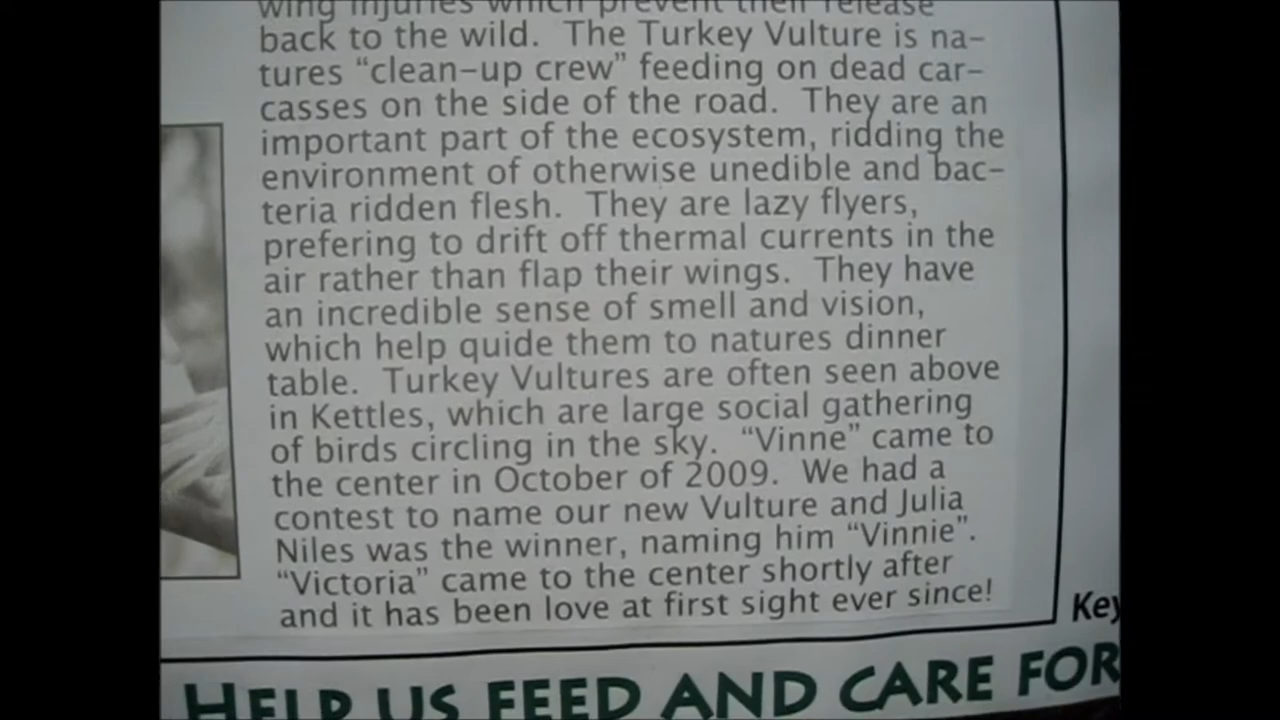 wing injuries which prevent their release
back to the wild.  The Turkey Vulture is na-
tures “clean-up crew” feeding on dead car-
casses on the side of the road.  They are an
important part of the ecosystem, ridding the
environment of otherwise unedible and bac-
teria ridden flesh.  They are lazy flyers,
prefering to drift off thermal currents in the
air rather than flap their wings.  They have
an incredible sense of smell and vision,
which help quide them to natures dinner
table.  Turkey Vultures are often seen above
in Kettles, which are large social gathering
of birds circling in the sky.  “Vinne” came to
the center in October of 2009.  We had a
contest to name our new Vulture and Julia
Niles was the winner, naming him “Vinnie”.
“Victoria” came to the center shortly after
and it has been love at first sight ever since!
Key
HELP US FEED AND CARE FOR